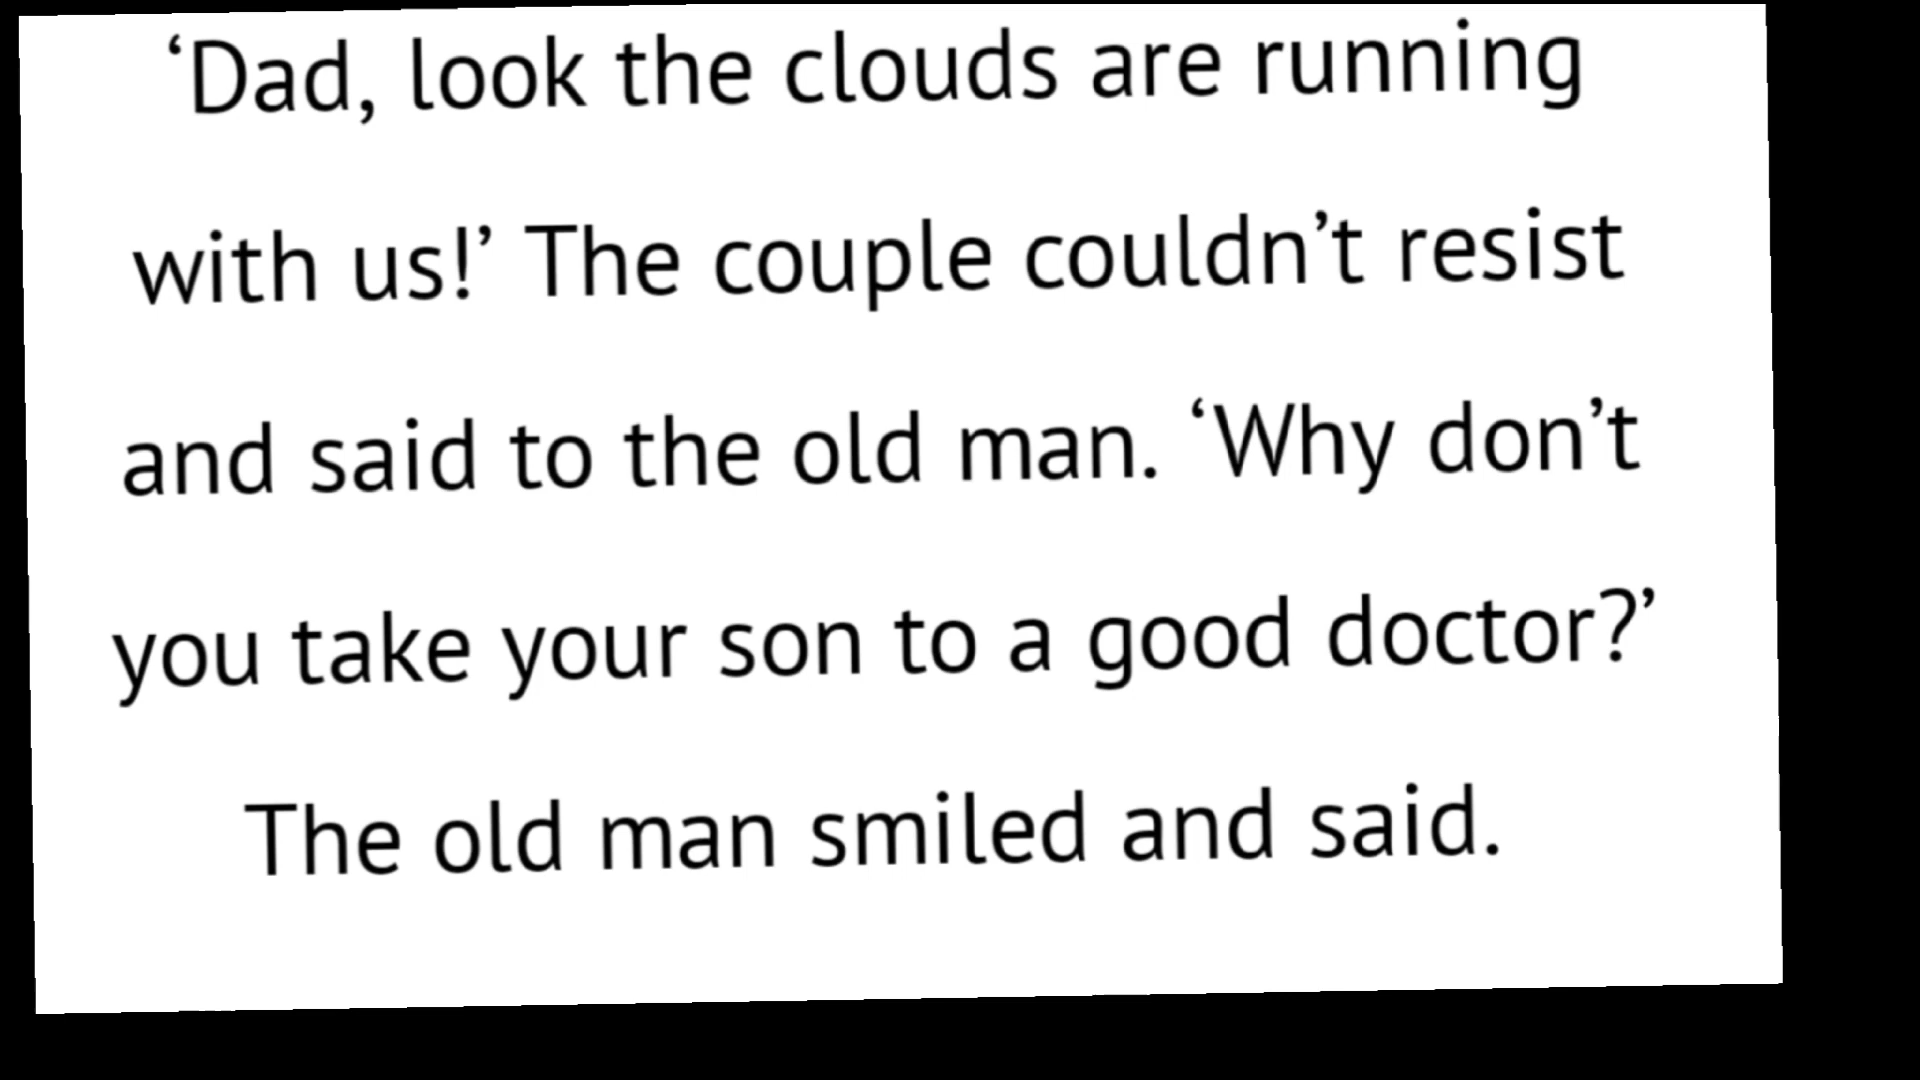 ‘Dad, look the clouds are running
with us!’ The couple couldn’t resist
and said to the old man. ‘Why don’t
you take your son to a good doctor?’
The old man smiled and said.